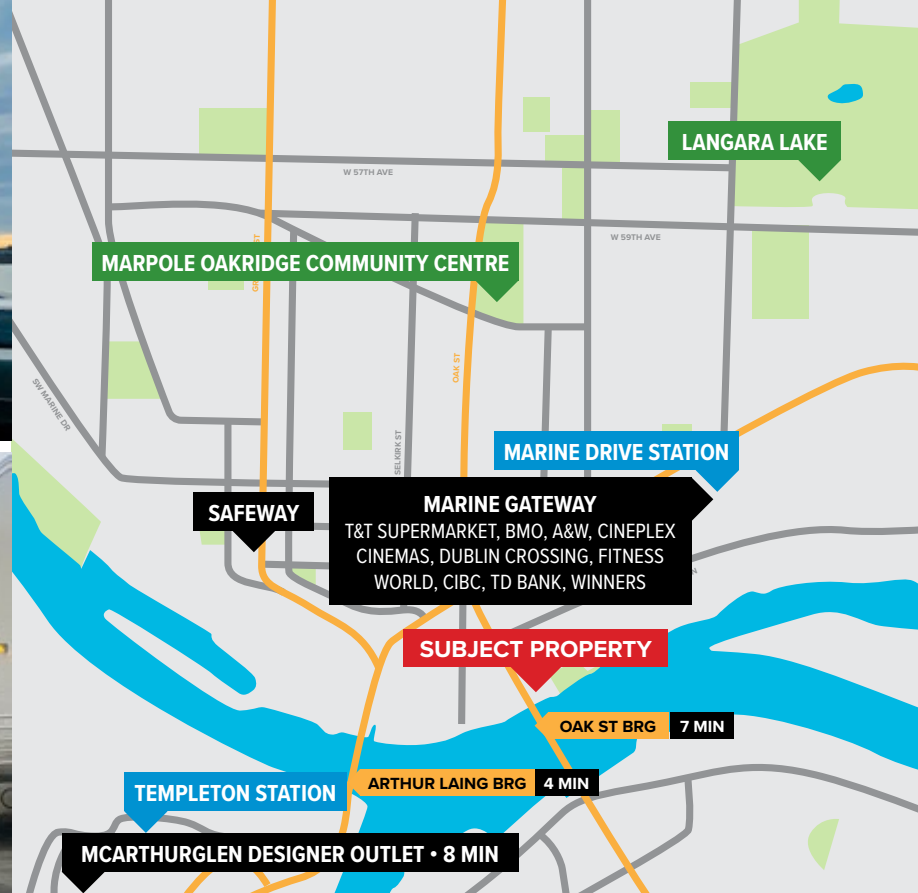 LANGARA LAKE
W 57TH AVE
W 59TH AVE
MARPOLE OAKRIDGE COMMUNITY CENTRE
OAK ST
SW MARINE DR
SELKIRK ST
MARINE DRIVE STATION
SAFEWAY
MARINE GATEWAY
T&T SUPERMARKET, BMO, A&W, CINEPLEX
CINEMAS, DUBLIN CROSSING, FITNESS
WORLD, CIBC, TD BANK, WINNERS
SUBJECT PROPERTY
OAK ST BRG 7 MIN
ARTHUR LAING BRG 4 MIN
TEMPLETON STATION
MCARTHURGLEN DESIGNER OUTLET • 8 MIN